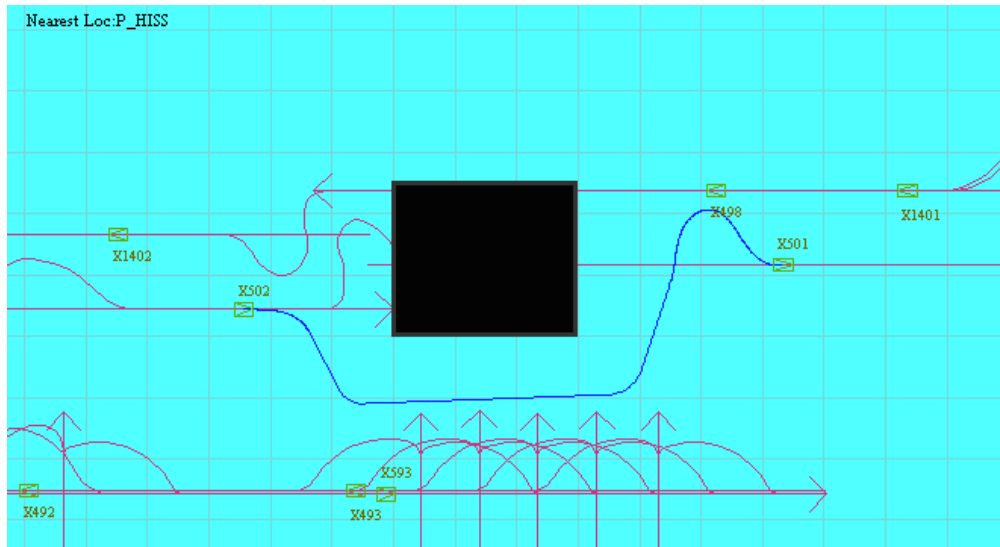 Nearest Loc:P_HISS
X498
X1401
X1402
X501
X502
X593
X492
X493